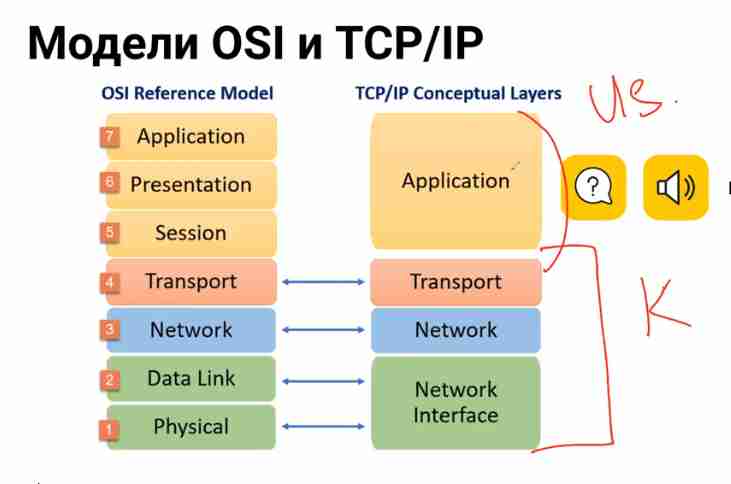 Модели OSI и TCP/IP
OSI Reference Model
TCP/IP Conceptual Layers
7 Application
6 Presentation
5 Session
4 Transport
3 Network
2 Data Link
1 Physical
Application
Transport
Network
Network
Interface
?
K